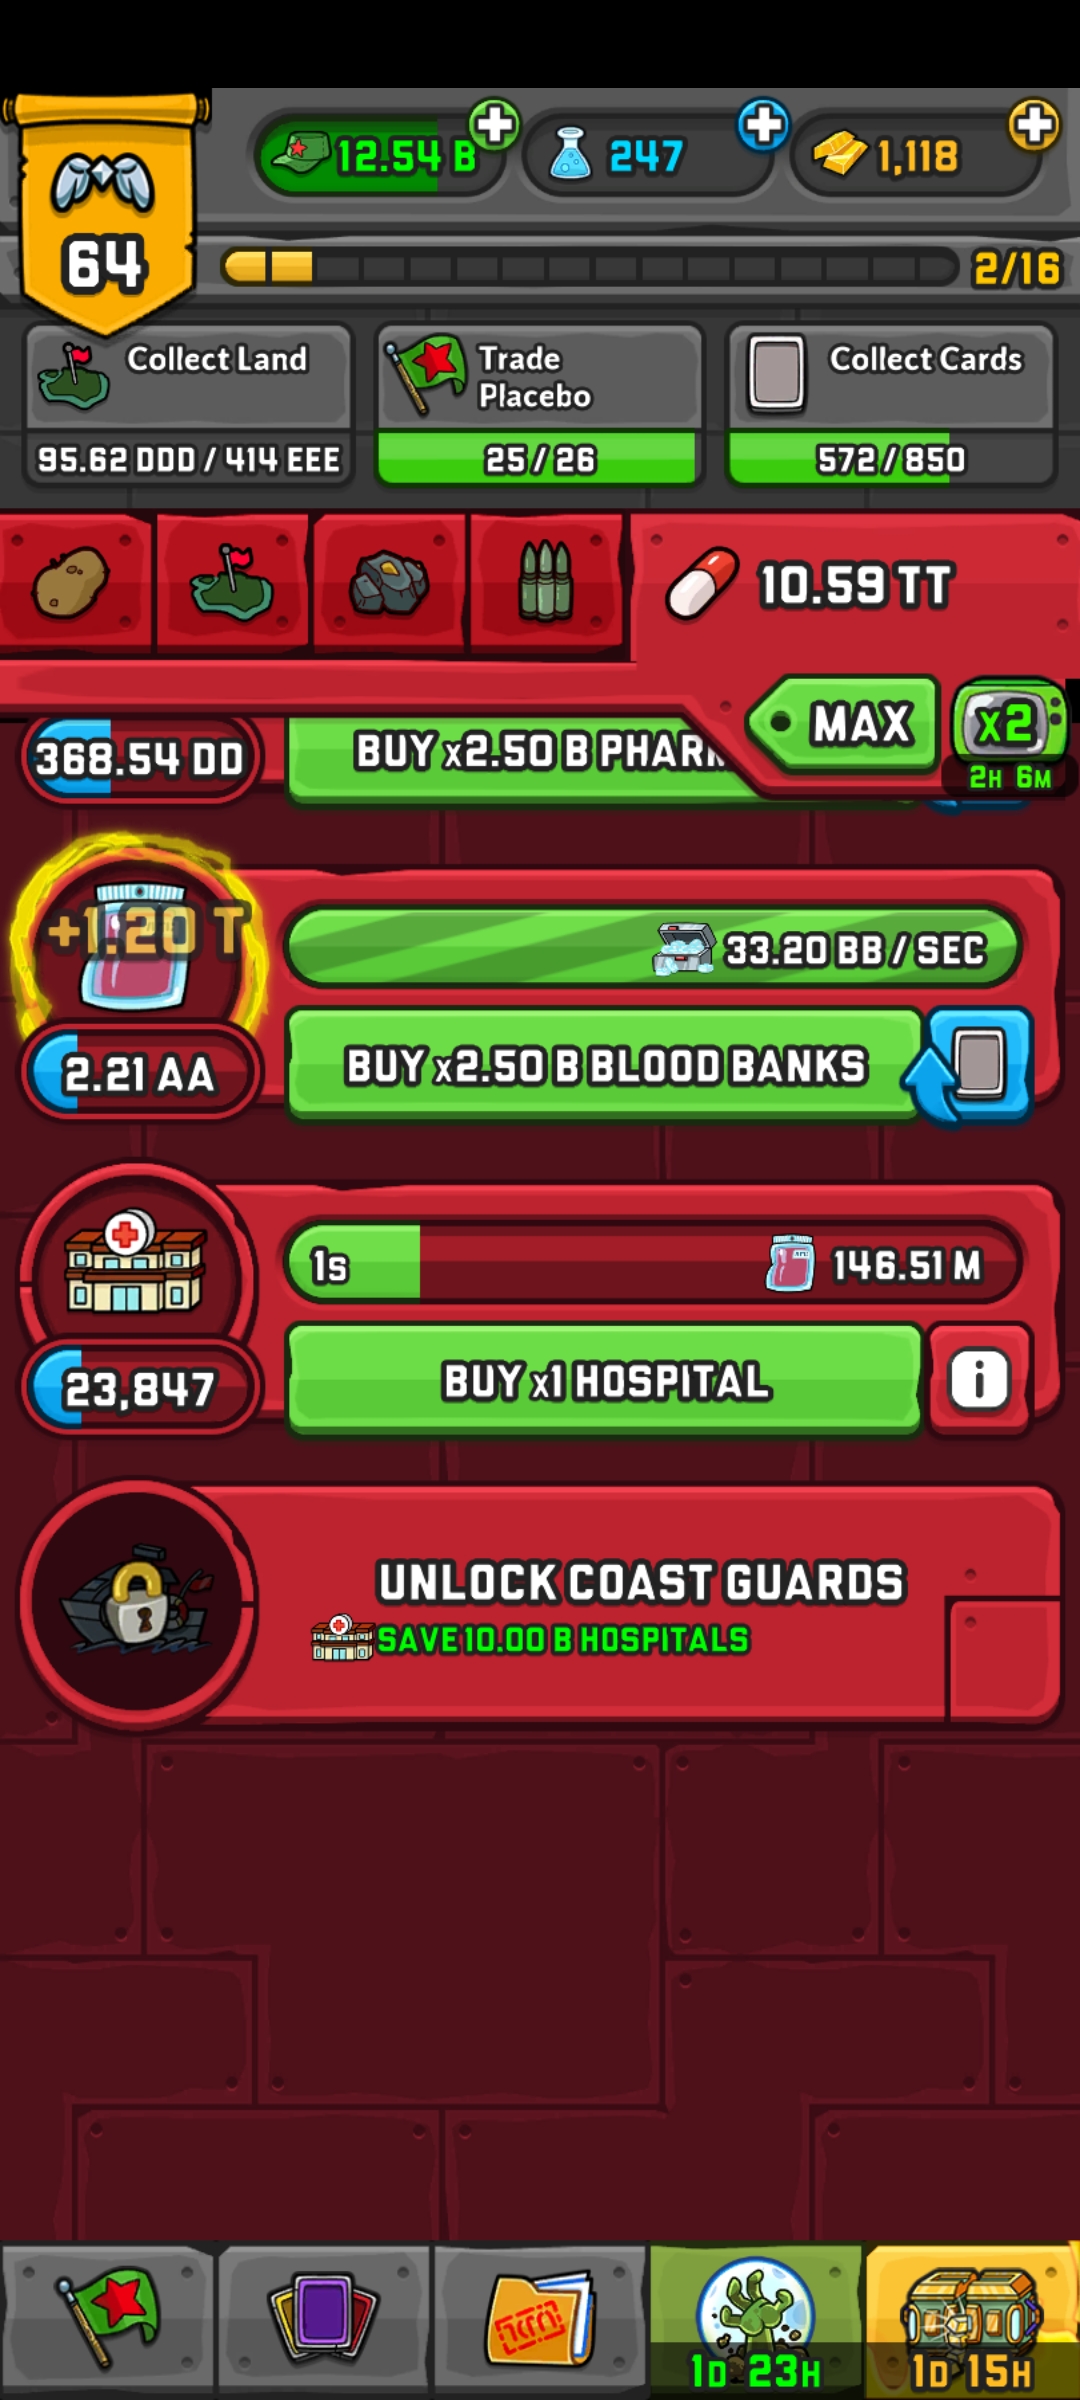 12.54 B
247
1,118
64
2/16
Collect Land
95.62 DDD / 414 EEE
Trade
Placebo
25 / 26
Collect Cards
572 / 850
10.59 TT
MAX
x2
2H 6M
368.54 DD
BUY x2.50 B
+1.20 T
33.20 BB / SEC
2.21 AA
BUY x2.50 B BLOOD BANKS
1s
146.51 M
23,847
BUY x1 HOSPITAL
i
UNLOCK COAST GUARDS
SAVE 10.00 B HOSPITALS
1D 23H
1D 15H